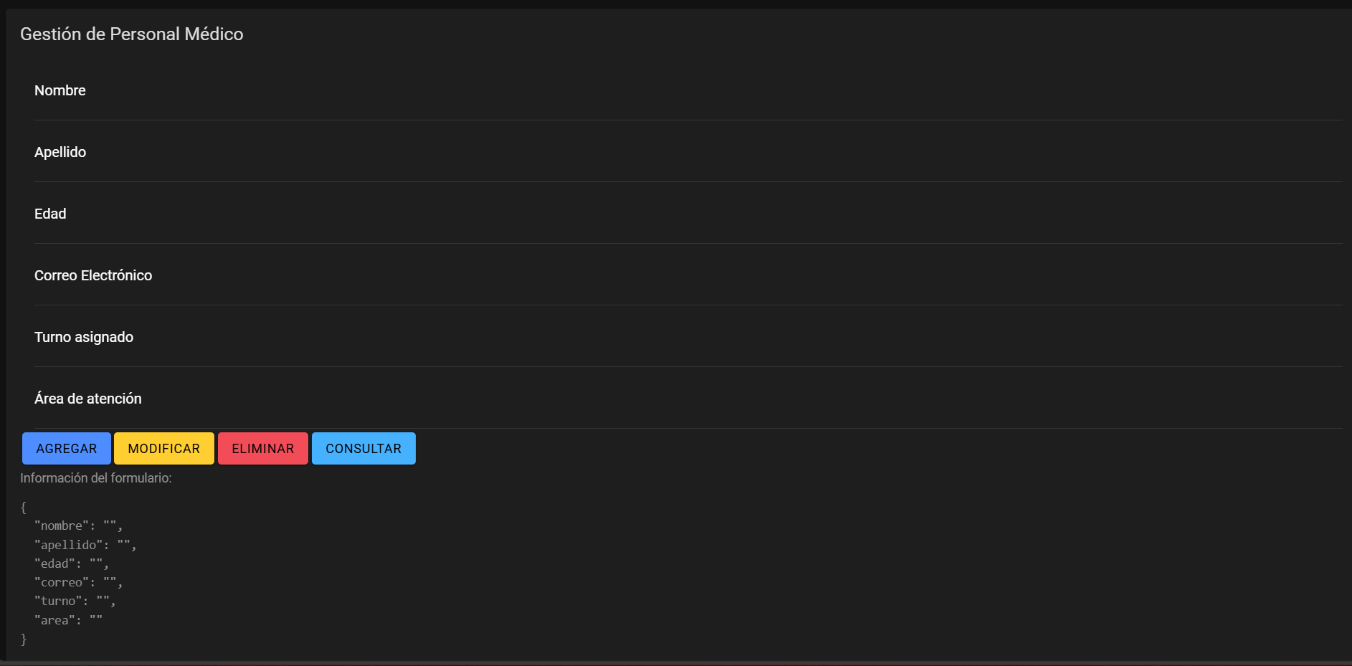 Gestión de Personal Médico
Nombre
Apellido
Edad
Correo Electrónico
Turno asignado
Área de atención
AGREGAR MODIFICAR ELIMINAR CONSULTAR
Información del formulario:
{
  "nombre": "",
  "apellido": "",
  "edad": "",
  "correo": "",
  "turno": "",
  "area": ""
}